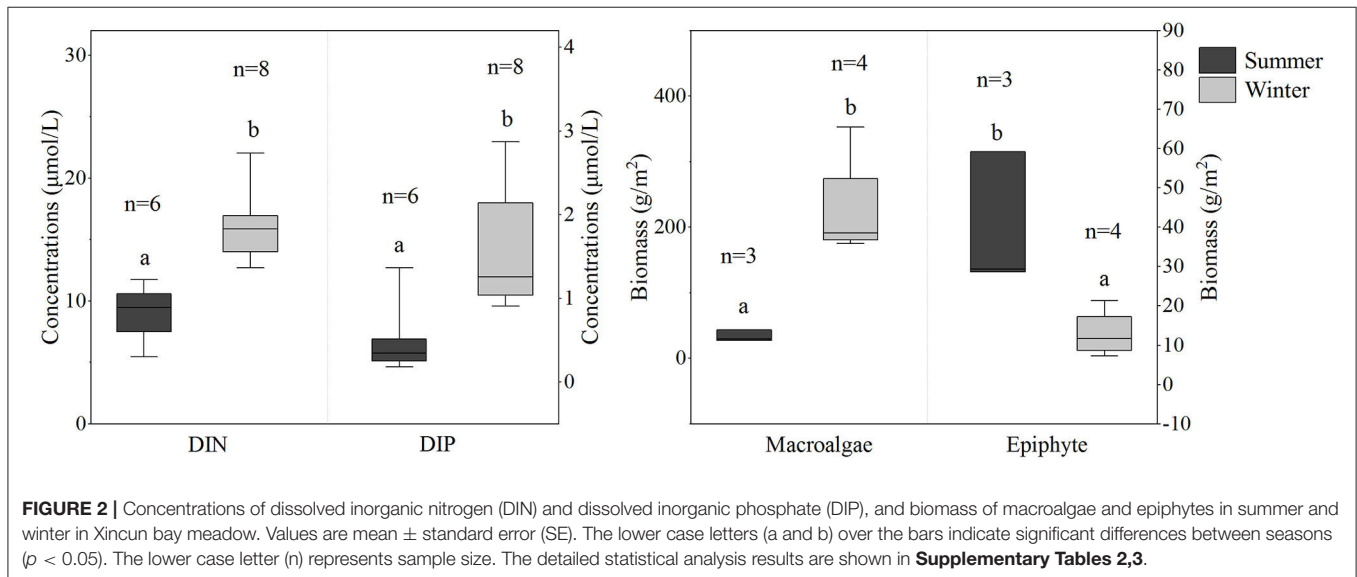 30
20
10
0
Concentrations (μmol/L)
n=6
a
n=8
b
n=6
a
n=8
b
4
3
2
1
0
Concentrations (μmol/L)
DIN
DIP
400
200
0
Biomass (g/m²)
n=3
a
n=4
b
n=3
b
n=4
a
90
80
70
60
50
40
30
20
10
0
-10
Biomass (g/m²)
Macroalgae
Epiphyte
Summer
Winter
FIGURE 2 | Concentrations of dissolved inorganic nitrogen (DIN) and dissolved inorganic phosphate (DIP), and biomass of macroalgae and epiphytes in summer and
winter in Xincun bay meadow. Values are mean ± standard error (SE). The lower case letters (a and b) over the bars indicate significant differences between seasons
(p < 0.05). The lower case letter (n) represents sample size. The detailed statistical analysis results are shown in Supplementary Tables 2,3.